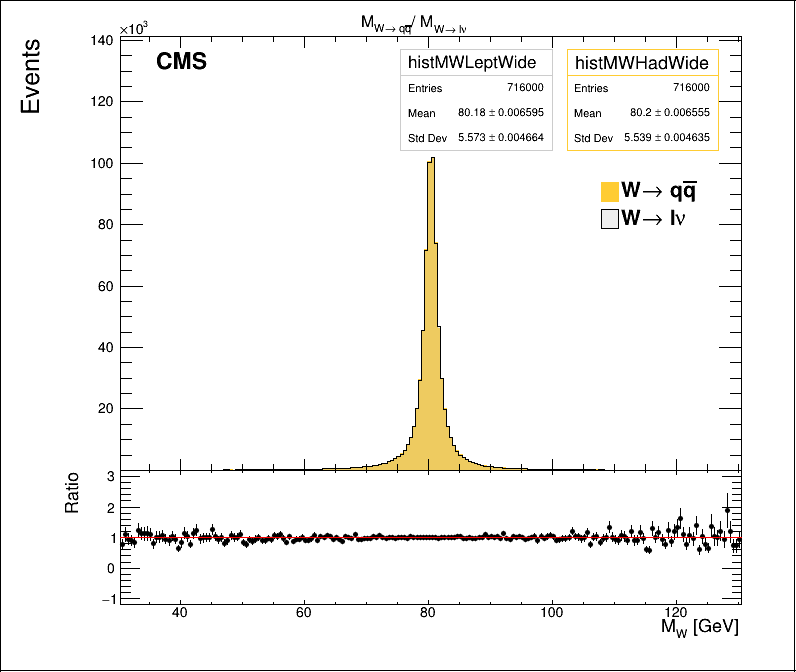 M_W→ qq̅/ M_W→ lν
×10³
Events
CMS
histMWLeptWide
Entries 716000
Mean 80.18 ± 0.006595
Std Dev 5.573 ± 0.004664
histMWHadWide
Entries 716000
Mean 80.2 ± 0.006555
Std Dev 5.539 ± 0.004635
W→ qq̅
W→ lν
140
120
100
80
60
40
20
Ratio
3
2
1
0
−1
40 60 80 100 120
M_W [GeV]